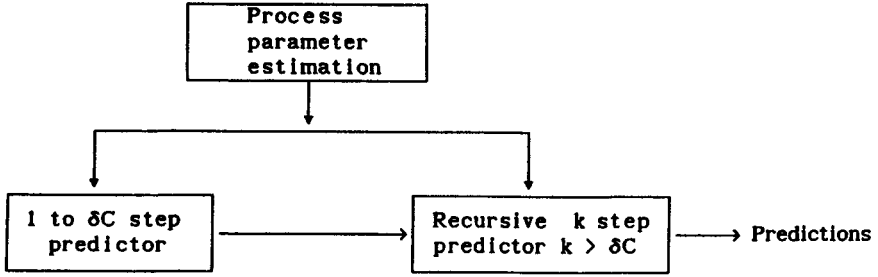 Process
parameter
estimation
1 to δC step
predictor
Recursive k step
predictor k > δC
Predictions